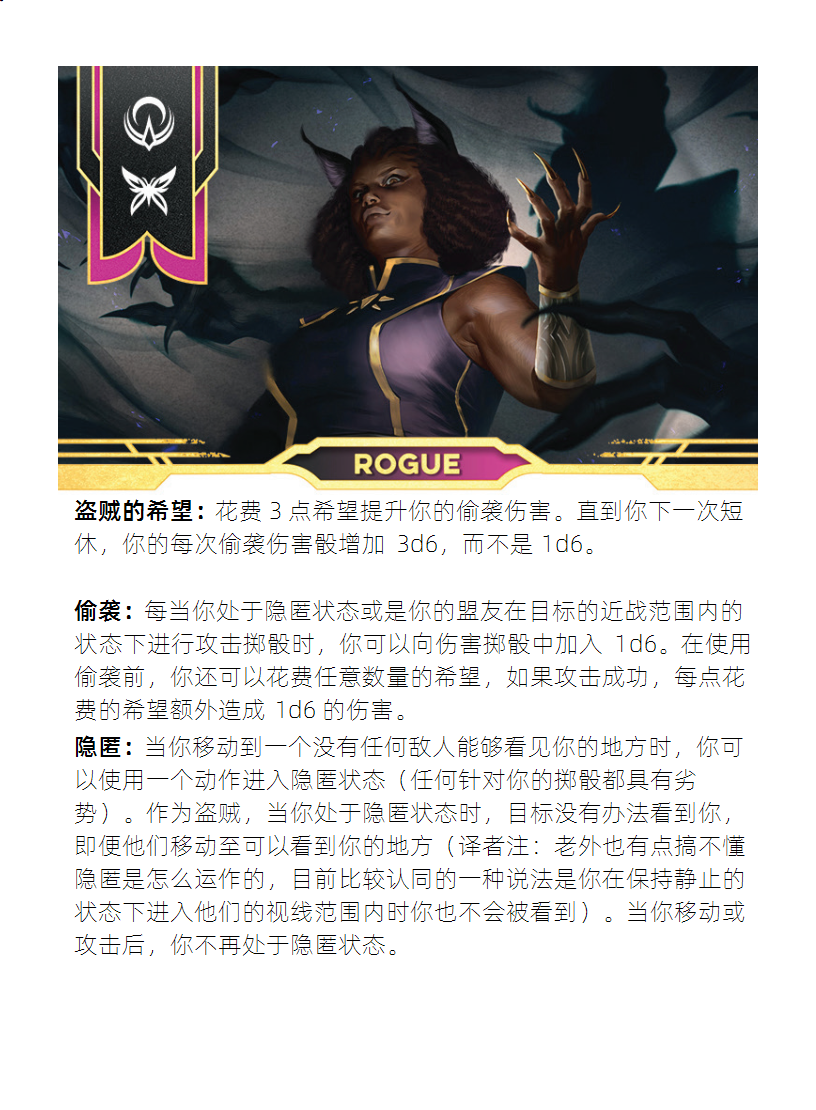 ROGUE
盗贼的希望：花费 3 点希望提升你的偷袭伤害。直到你下一次短
休，你的每次偷袭伤害骰增加 3d6，而不是 1d6。
偷袭：每当你处于隐匿状态或是你的盟友在目标的近战范围内的
状态下进行攻击掷骰时，你可以向伤害掷骰中加入 1d6。在使用
偷袭前，你还可以花费任意数量的希望，如果攻击成功，每点花
费的希望额外造成 1d6 的伤害。
隐匿：当你移动到一个没有任何敌人能够看见你的地方时，你可
以使用一个动作进入隐匿状态（任何针对你的掷骰都具有劣
势）。作为盗贼，当你处于隐匿状态时，目标没有办法看到你，
即便他们移动至可以看到你的地方（译者注：老外也有点搞不懂
隐匿是怎么运作的，目前比较认同的一种说法是你在保持静止的
状态下进入他们的视线范围内时你也不会被看到）。当你移动或
攻击后，你不再处于隐匿状态。